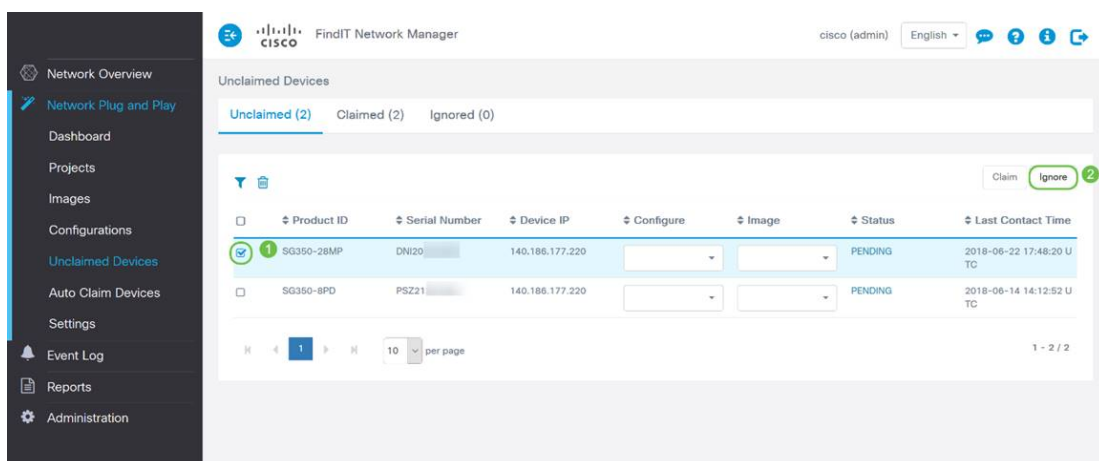 CISCO FindIT Network Manager cisco (admin) English
Network Overview
Network Plug and Play
Dashboard
Projects
Images
Configurations
Unclaimed Devices
Auto Claim Devices
Settings
Event Log
Reports
Administration
Unclaimed Devices
Unclaimed (2) Claimed (2) Ignored (0)
Claim Ignore 2
Product ID Serial Number Device IP Configure Image Status Last Contact Time
1 SG350-28MP DNI20 140.186.177.220 PENDING 2018-06-22 17:48:20 U
TC
SG350-8PD PSZ21 140.186.177.220 PENDING 2018-06-14 14:12:52 U
TC
1 10 per page 1 - 2 / 2